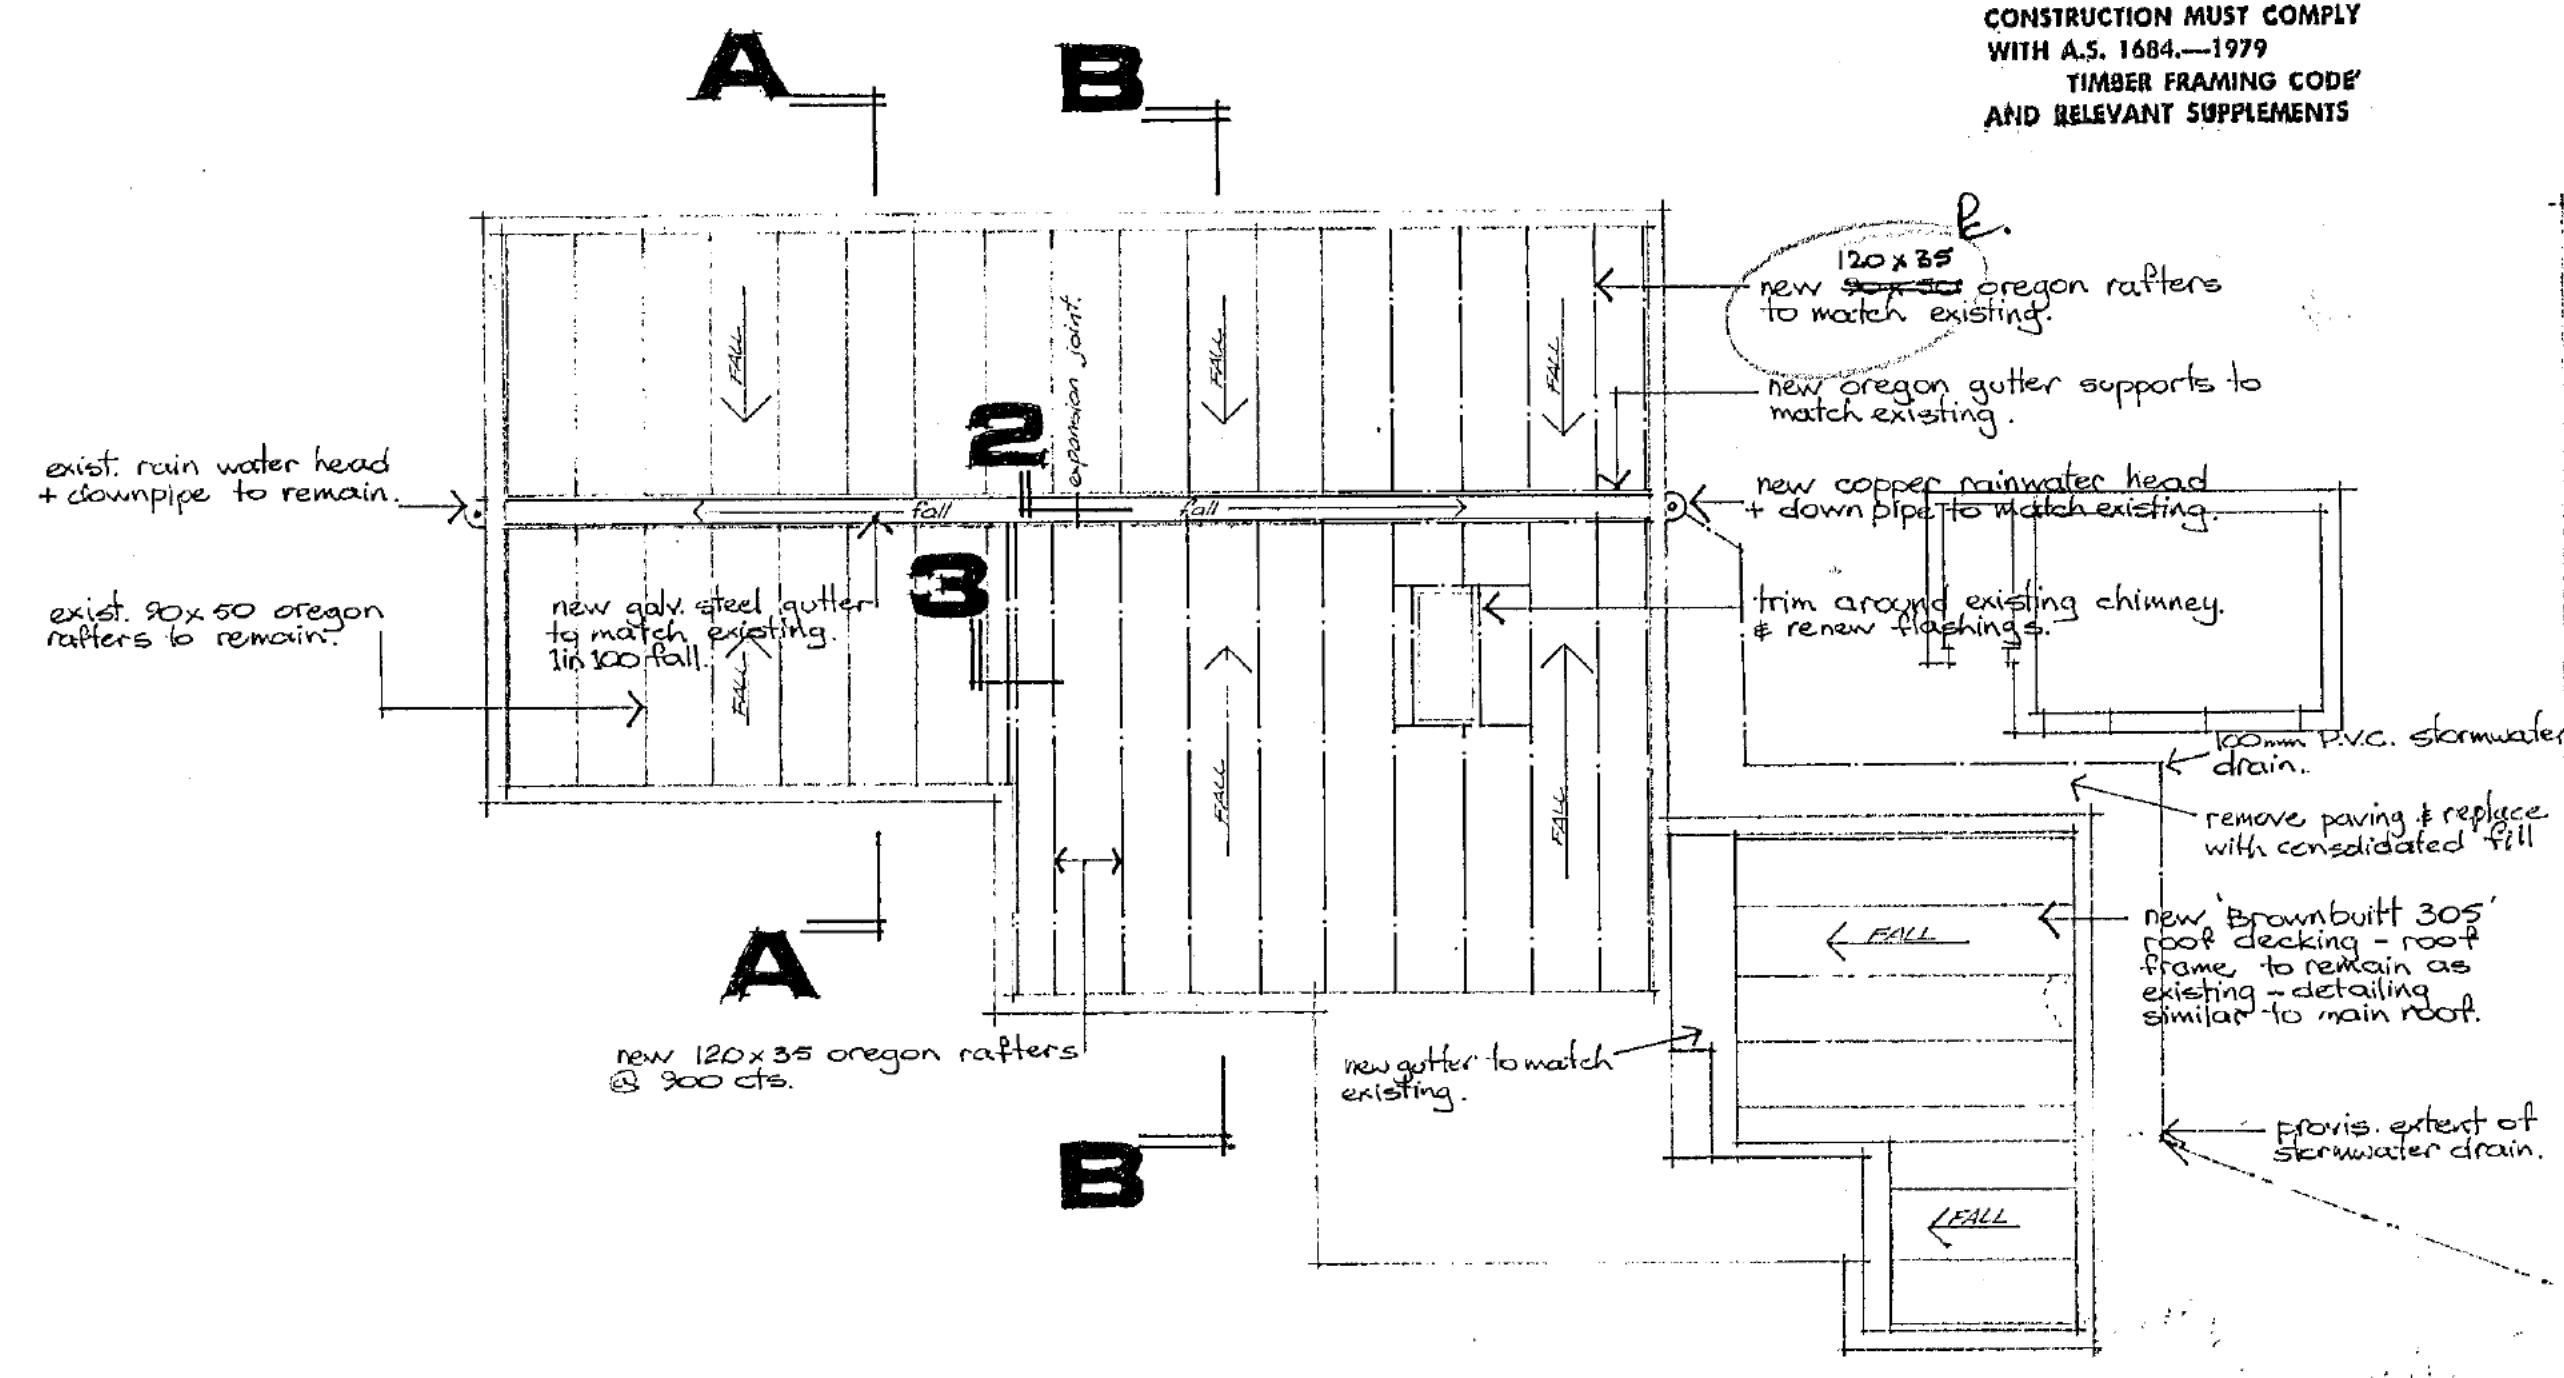 CONSTRUCTION MUST COMPLY
WITH A.S. 1684.—1979
TIMBER FRAMING CODE'
AND RELEVANT SUPPLEMENTS
A
B
120 x 35
new 90 x 50 oregon rafters
to match existing.
new oregon gutter supports to
match existing.
FALL
FALL
FALL
expansion joint.
2
exist. rain water head
+ downpipe to remain.
new copper rainwater head
+ down pipe to match existing.
fall
fall
3
exist. 90x50 oregon
rafters to remain.
new galv. steel gutter
to match existing.
1 in 100 fall.
trim around existing chimney.
& renew flashings.
FALL
FALL
FALL
100mm P.V.C. stormwater
drain.
remove paving & replace
with consolidated fill
new 'Brownbuilt 305'
roof decking - roof
frame to remain as
existing - detailing
similar to main roof.
FALL
A
new 120x35 oregon rafters
@ 900 cts.
new gutter to match
existing.
B
provis. extent of
stormwater drain.
FALL